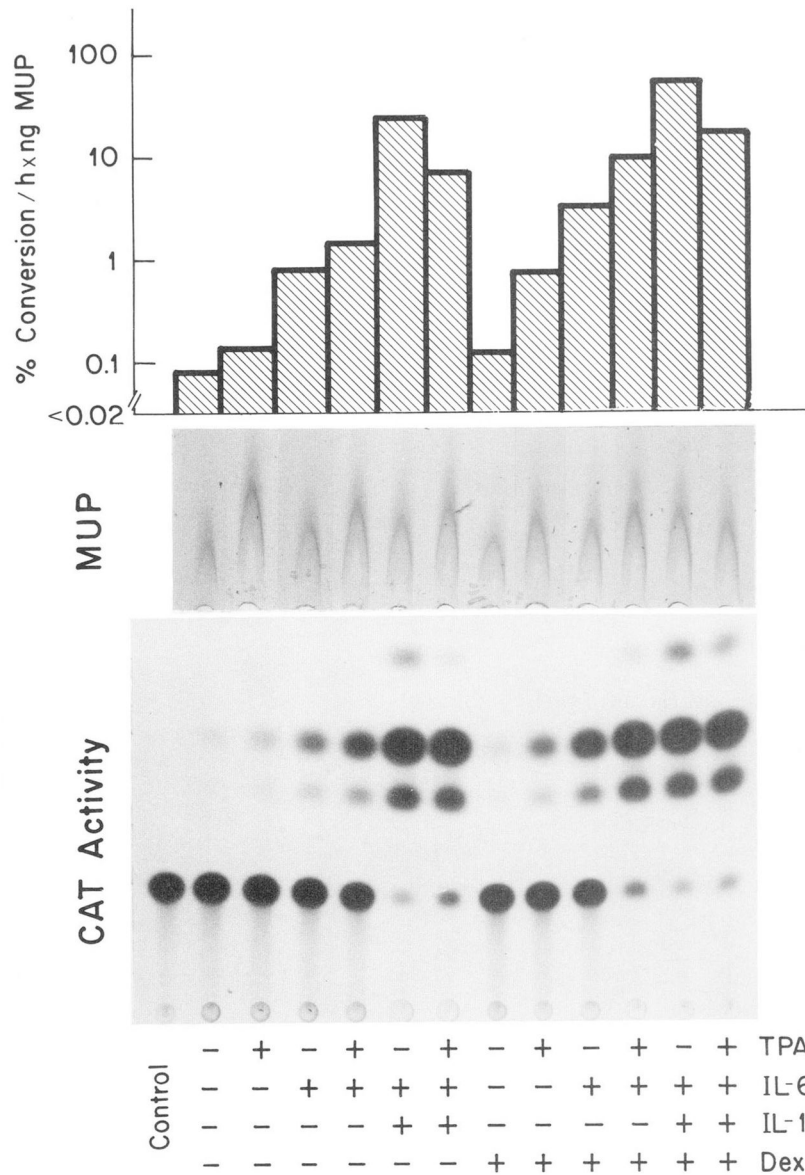 100
10
1
0.1
<0.02
% Conversion / h x ng MUP
MUP
CAT Activity
Control
− + − + − + − + − + − + TPA
− − + + + + − − + + + + IL-6
− − − − + + − − − − + + IL-1
− − − − − − + + + + + + Dex